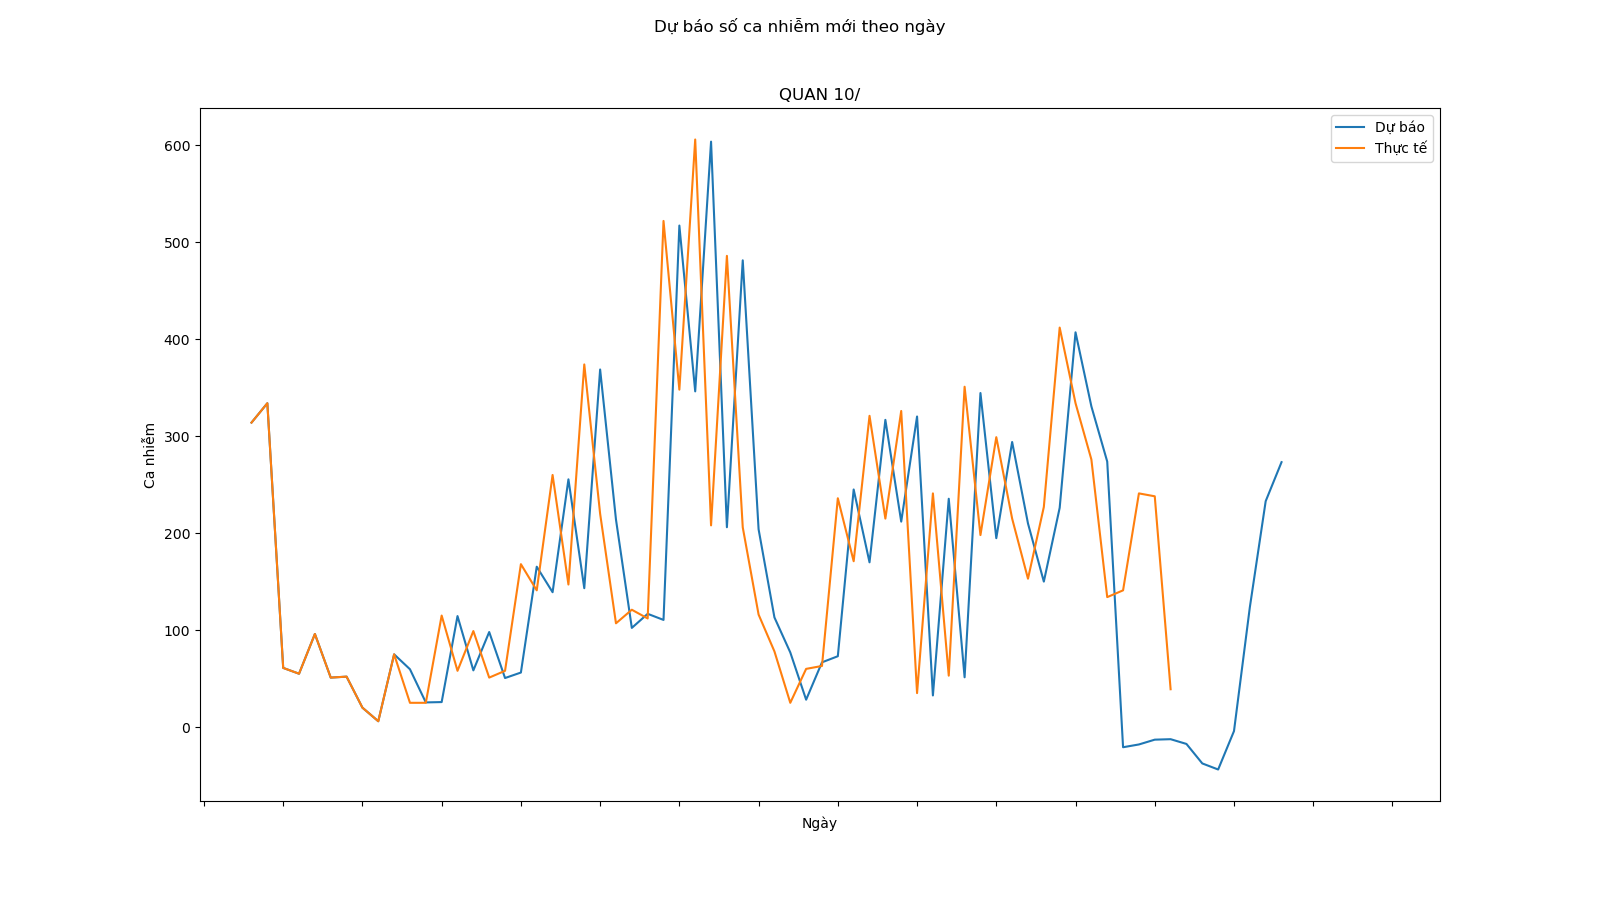 Dự báo số ca nhiễm mới theo ngày
QUAN 10/
Dự báo
Thực tế
600
500
400
300
200
100
0
Ca nhiễm
Ngày